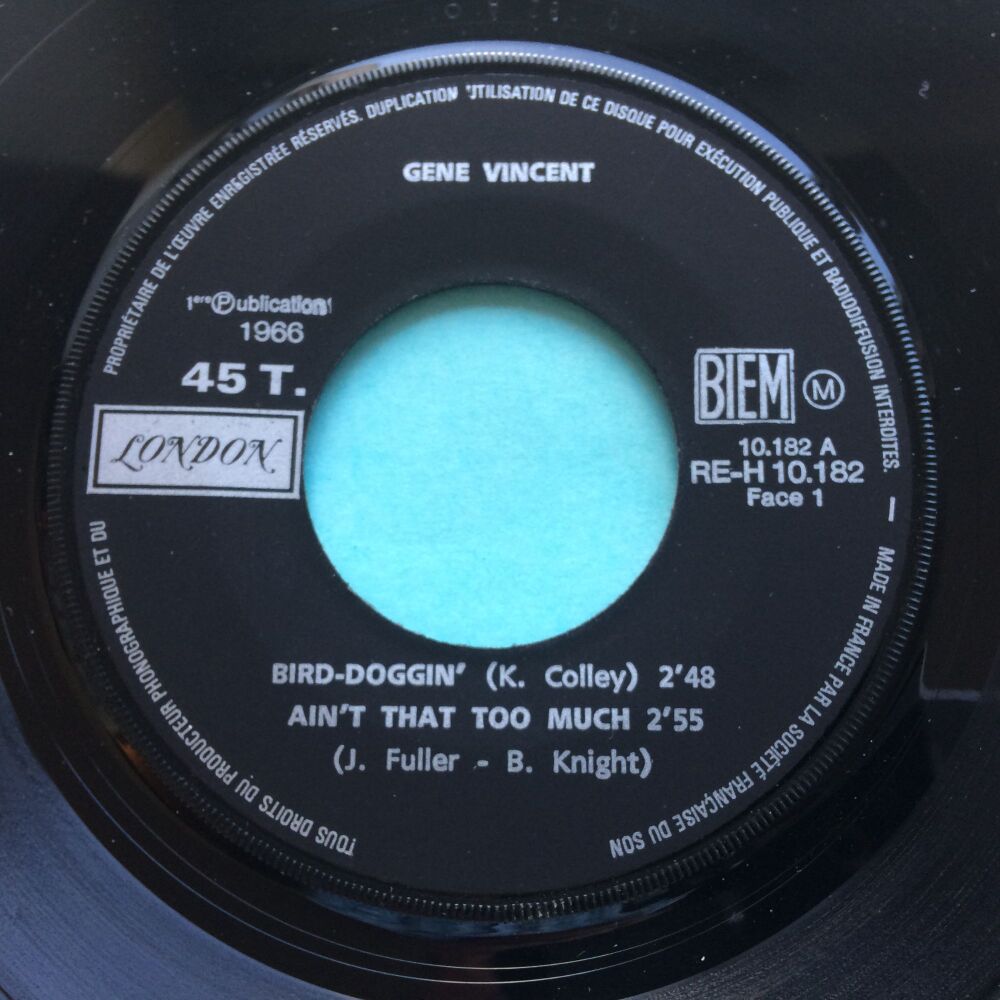 GENE VINCENT
1ère Ⓟublication
1966
45 T.
LONDON
BIEM Ⓜ
10.182 A
RE-H 10.182
Face 1
BIRD-DOGGIN' (K. Colley) 2'48
AIN'T THAT TOO MUCH 2'55
(J. Fuller - B. Knight)
TOUS DROITS DU PRODUCTEUR PHONOGRAPHIQUE ET DU PROPRIÉTAIRE DE L'ŒUVRE ENREGISTRÉE RÉSERVÉS. DUPLICATION UTILISATION DE CE DISQUE POUR EXÉCUTION PUBLIQUE ET RADIODIFFUSION INTERDITES. — MADE IN FRANCE PAR LA SOCIÉTÉ FRANÇAISE DU SON